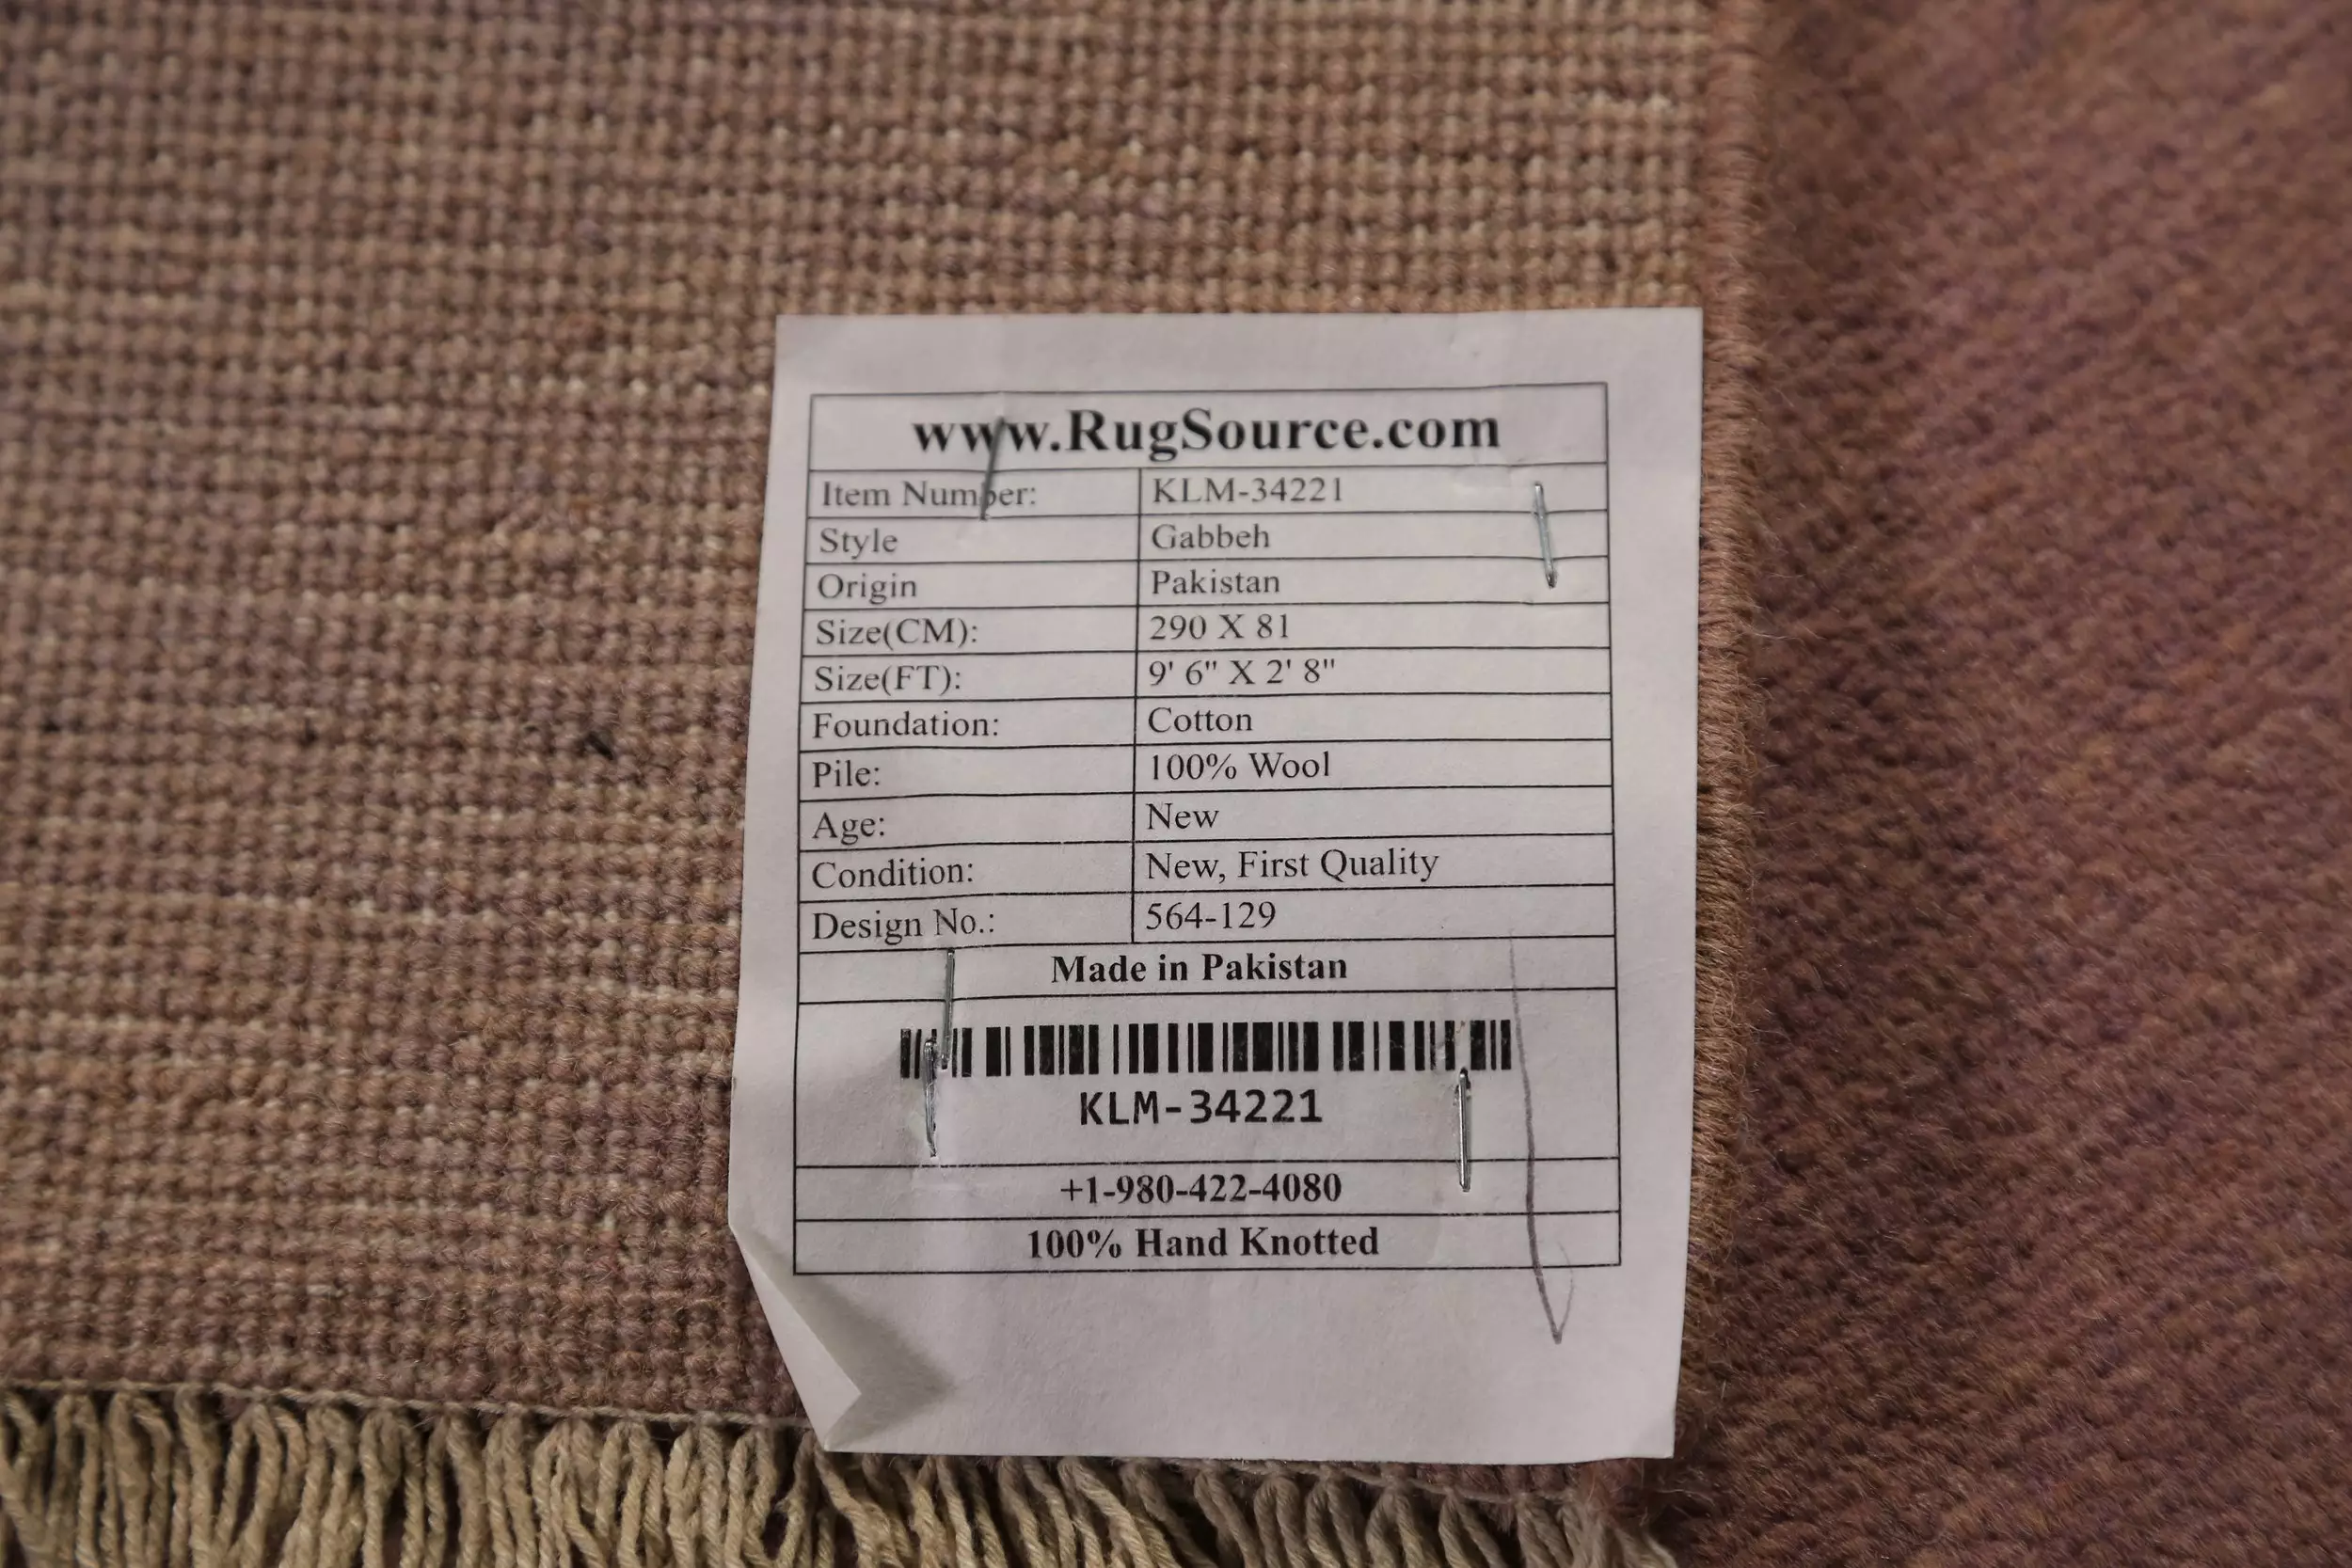 www.RugSource.com
Item Number: KLM-34221
Style Gabbeh
Origin Pakistan
Size(CM): 290 X 81
Size(FT): 9' 6" X 2' 8"
Foundation: Cotton
Pile: 100% Wool
Age: New
Condition: New, First Quality
Design No.: 564-129
Made in Pakistan
KLM-34221
+1-980-422-4080
100% Hand Knotted